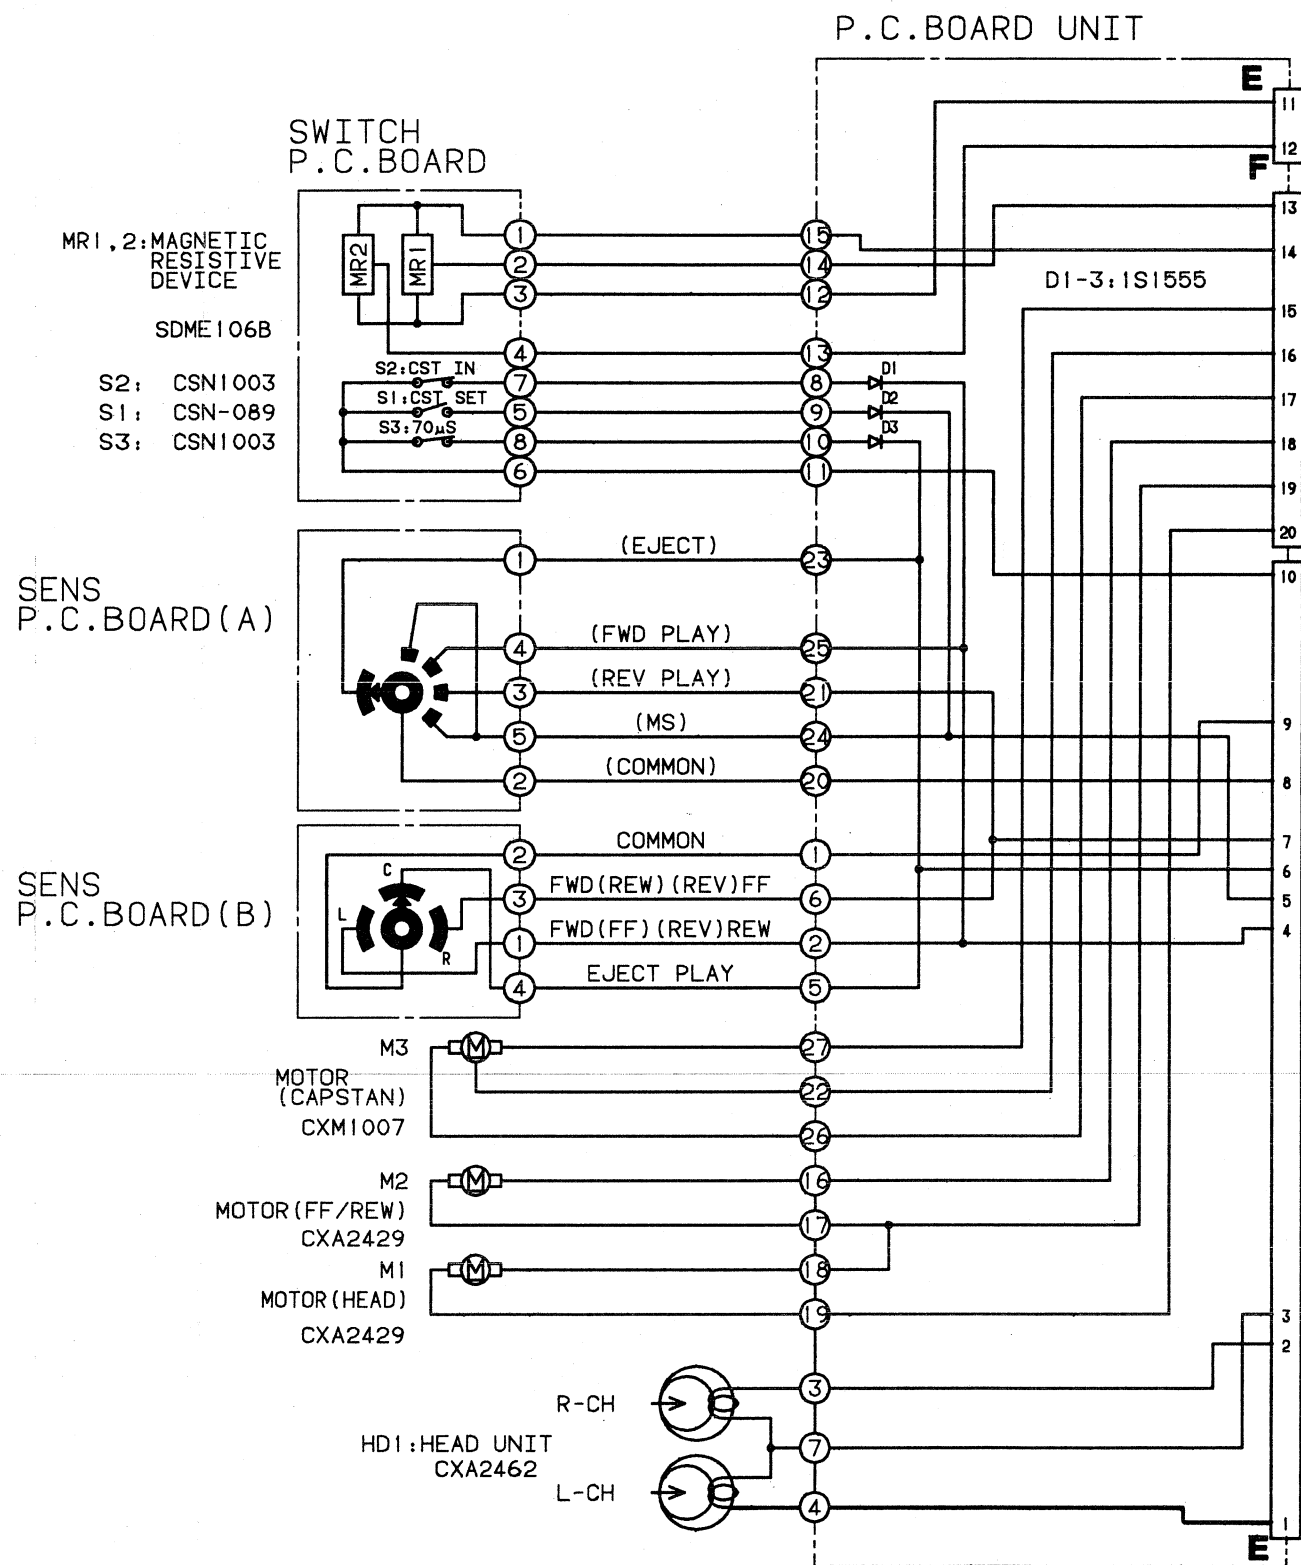 P.C.BOARD UNIT
E
11
12
F
SWITCH
P.C.BOARD
MR1,2:MAGNETIC
RESISTIVE
DEVICE
SDME106B
MR2
MR1
1
2
3
4
15
14
12
13
13
14
D1-3:1S1555
15
16
17
18
19
20
10
S2: CSN1003
S1: CSN-089
S3: CSN1003
S2:CST IN
7
8
D1
S1:CST SET
5
9
D2
S3:70μS
8
10
D3
6
11
SENS
P.C.BOARD(A)
1
(EJECT)
23
4
(FWD PLAY)
25
3
(REV PLAY)
21
5
(MS)
24
2
(COMMON)
20
9
8
7
6
5
4
SENS
P.C.BOARD(B)
C
L
R
2
COMMON
1
3
FWD(REW)(REV)FF
6
1
FWD(FF)(REV)REW
2
4
EJECT PLAY
5
M3
M
27
MOTOR
(CAPSTAN)
CXM1007
22
26
M2
M
16
MOTOR(FF/REW)
CXA2429
17
M1
M
18
MOTOR(HEAD)
CXA2429
19
3
2
R-CH
3
HD1:HEAD UNIT
CXA2462
7
L-CH
4
1
E